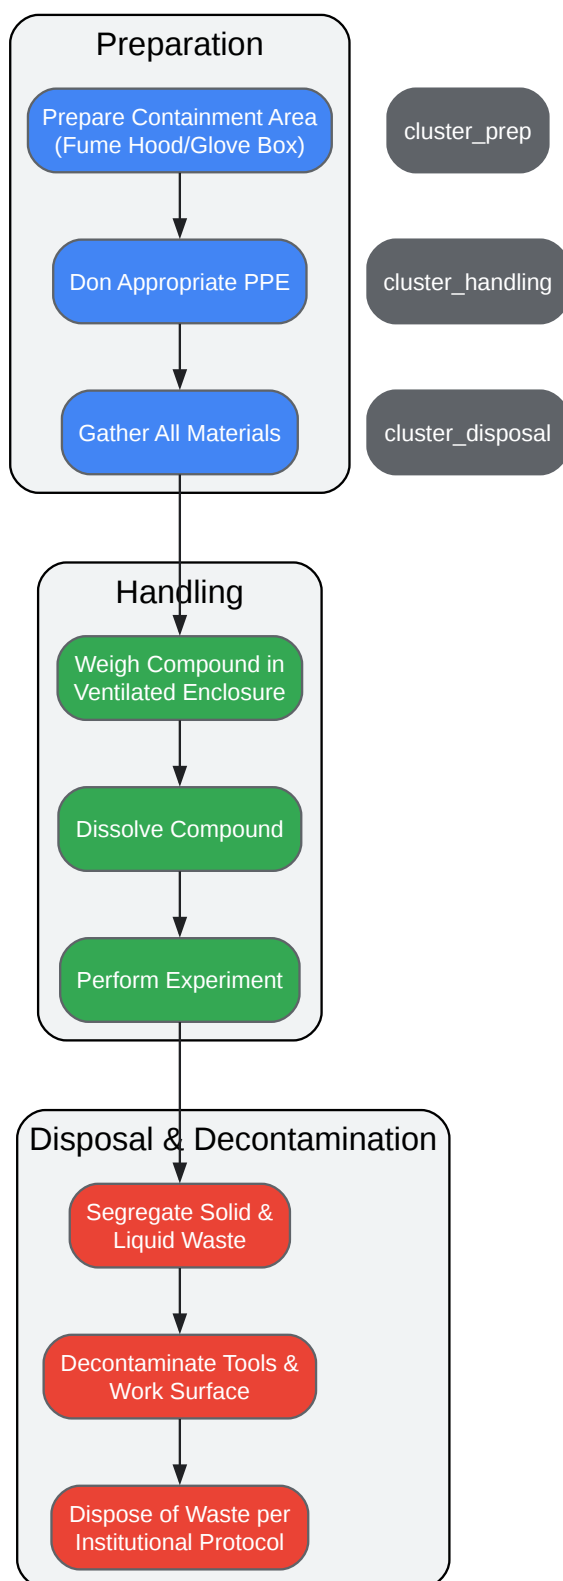 Preparation
Prepare Containment Area
(Fume Hood/Glove Box)
cluster_prep
Don Appropriate PPE
cluster_handling
Gather All Materials
cluster_disposal
Handling
Weigh Compound in
Ventilated Enclosure
Dissolve Compound
Perform Experiment
Disposal & Decontamination
Segregate Solid &
Liquid Waste
Decontaminate Tools &
Work Surface
Dispose of Waste per
Institutional Protocol